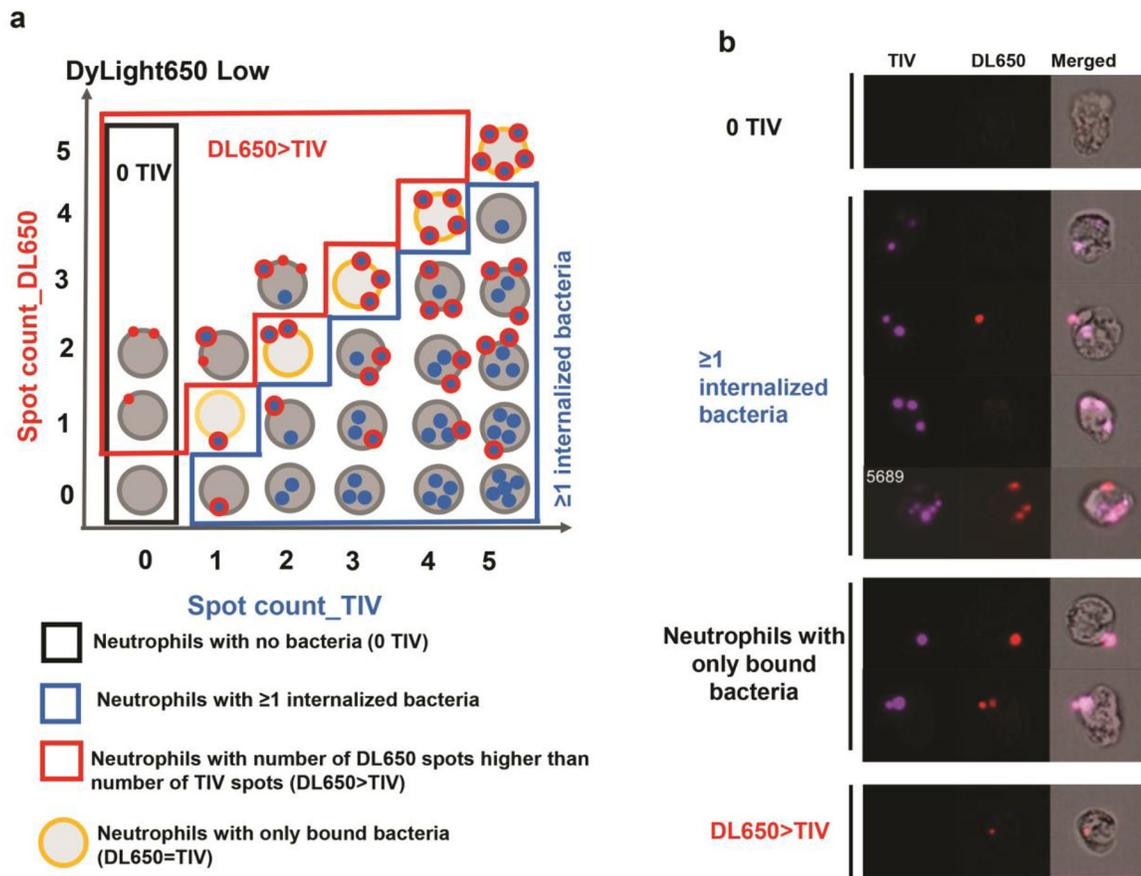 a
DyLight650 Low
Spot count_DL650
5
4
3
2
1
0
0 TIV
DL650>TIV
≥1 internalized bacteria
0 1 2 3 4 5
Spot count_TIV
Neutrophils with no bacteria (0 TIV)
Neutrophils with ≥1 internalized bacteria
Neutrophils with number of DL650 spots higher than
number of TIV spots (DL650>TIV)
Neutrophils with only bound bacteria
(DL650=TIV)
b
TIV DL650 Merged
0 TIV
≥1
internalized
bacteria
5689
Neutrophils with
only bound
bacteria
DL650>TIV